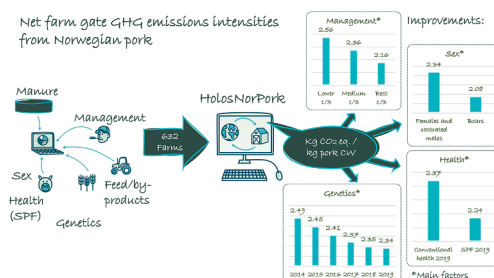 Net farm gate GHG emissions intensities
from Norwegian pork
Manure
Management
Sex
Health
(SPF)
Genetics
Feed/by-
products
632
Farms
HolosNorPork
Kg CO2 eq. /
kg pork CW
Management*
2.56
2.36
2.16
Lower
1/3
Medium
1/3
Best
1/3
Genetics*
2.49
2.45
2.41
2.37
2.35
2.34
2014 2015 2016 2017 2018 2019
Improvements:
Sex*
2.34
2.08
Females and
castrated
males
Boars
Health*
2.37
2.24
Conventional
health 2019
SPF 2019
*Main factors